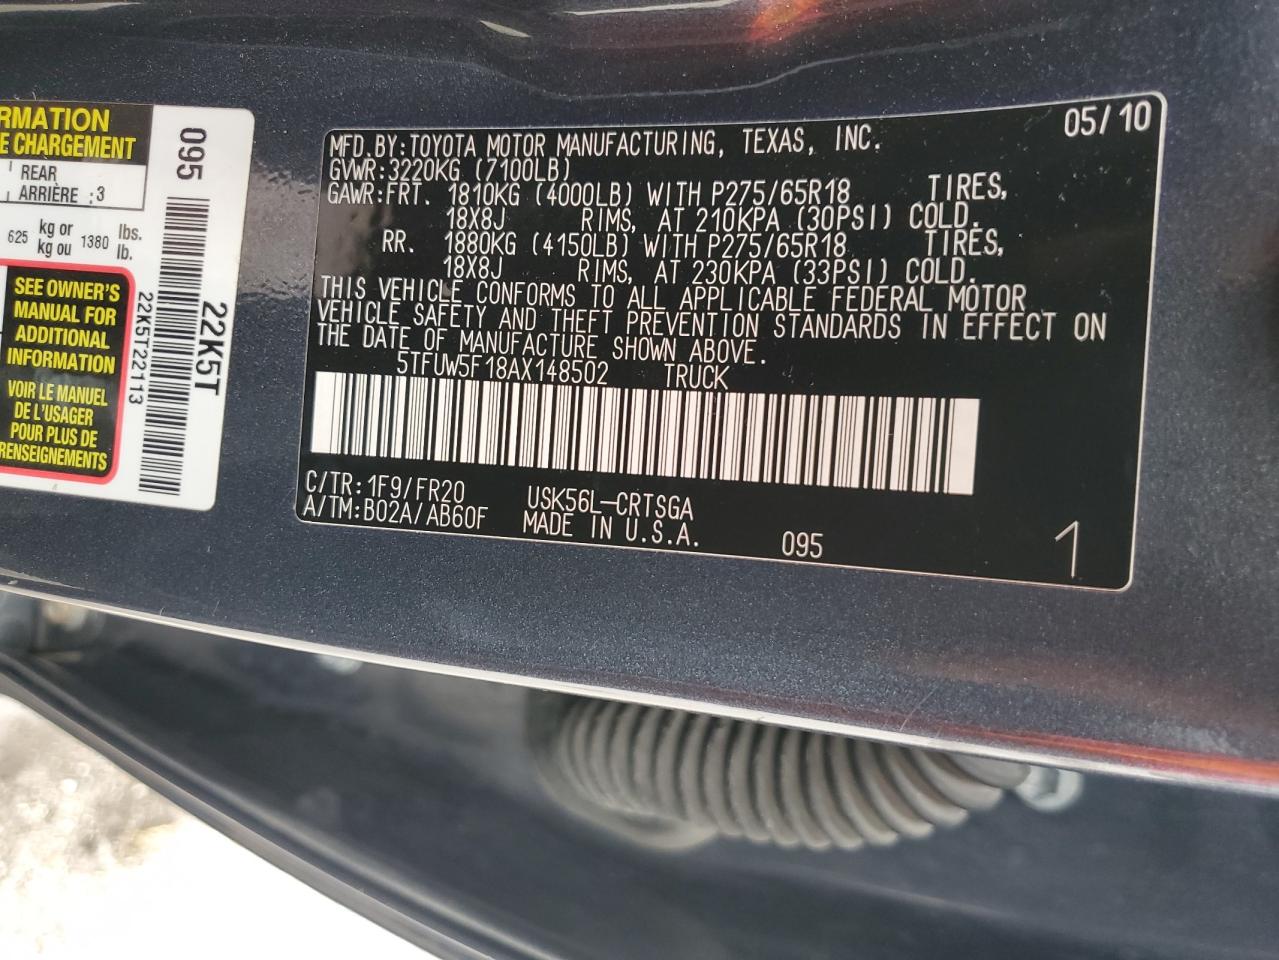 RMATION
E CHARGEMENT
REAR
ARRIÈRE :3
625 kg or kg ou 1380 lbs. lb.
SEE OWNER'S
MANUAL FOR
ADDITIONAL
INFORMATION
VOIR LE MANUEL
DE L'USAGER
POUR PLUS DE
RENSEIGNEMENTS
095
22K5T
22K5T22113
05/10
MFD.BY:TOYOTA MOTOR MANUFACTURING, TEXAS, INC.
GVWR:3220KG (7100LB)
GAWR:FRT. 1810KG (4000LB) WITH P275/65R18 TIRES,
18X8J RIMS, AT 210KPA (30PSI) COLD.
RR. 1880KG (4150LB) WITH P275/65R18 TIRES,
18X8J RIMS, AT 230KPA (33PSI) COLD.
THIS VEHICLE CONFORMS TO ALL APPLICABLE FEDERAL MOTOR
VEHICLE SAFETY AND THEFT PREVENTION STANDARDS IN EFFECT ON
THE DATE OF MANUFACTURE SHOWN ABOVE.
5TFUW5F18AX148502 TRUCK
C/TR:1F9/FR20 USK56L-CRTSGA
A/TM:B02A/AB60F MADE IN U.S.A. 095
1